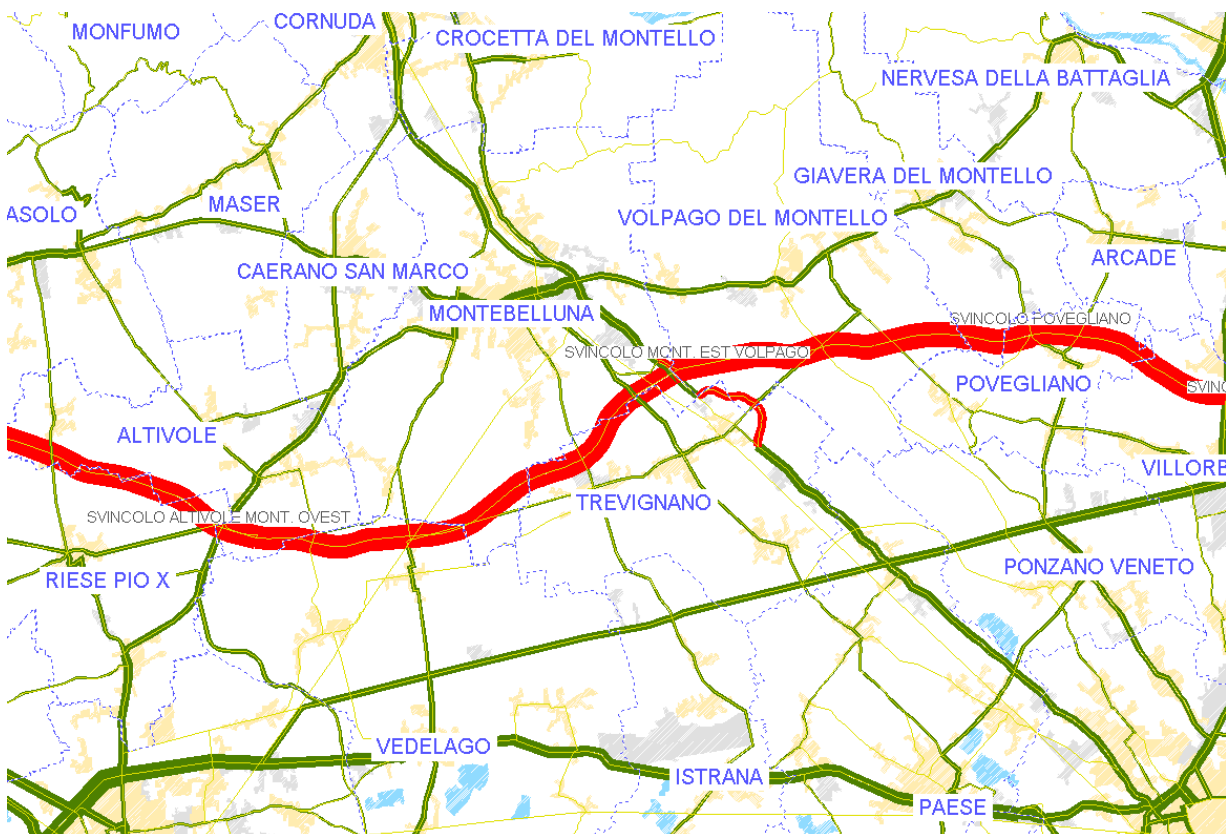 CORNUDA
MONFUMO
CROCETTA DEL MONTELLO
NERVESA DELLA BATTAGLIA
GIAVERA DEL MONTELLO
MASER
ASOLO
VOLPAGO DEL MONTELLO
ARCADE
CAERANO SAN MARCO
MONTEBELLUNA
SVINCOLO POVEGLIANO
SVINCOLO MONT. EST VOLPAGO
POVEGLIANO
SVINC
ALTIVOLE
VILLORB
TREVIGNANO
SVINCOLO ALTIVOLE MONT. OVEST
PONZANO VENETO
RIESE PIO X
VEDELAGO
ISTRANA
PAESE